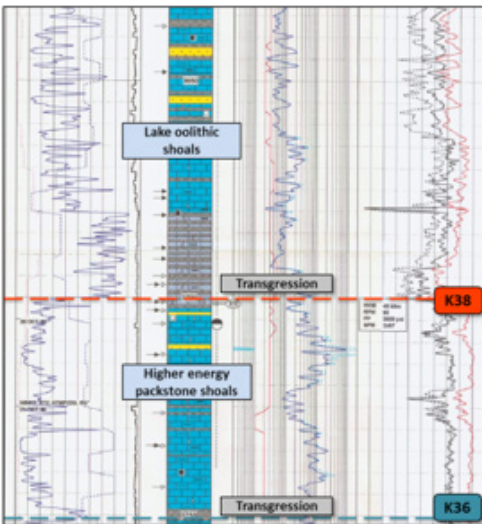 Lake oolithic
shoals
Transgression
K38
Higher energy
packstone shoals
Transgression
K36